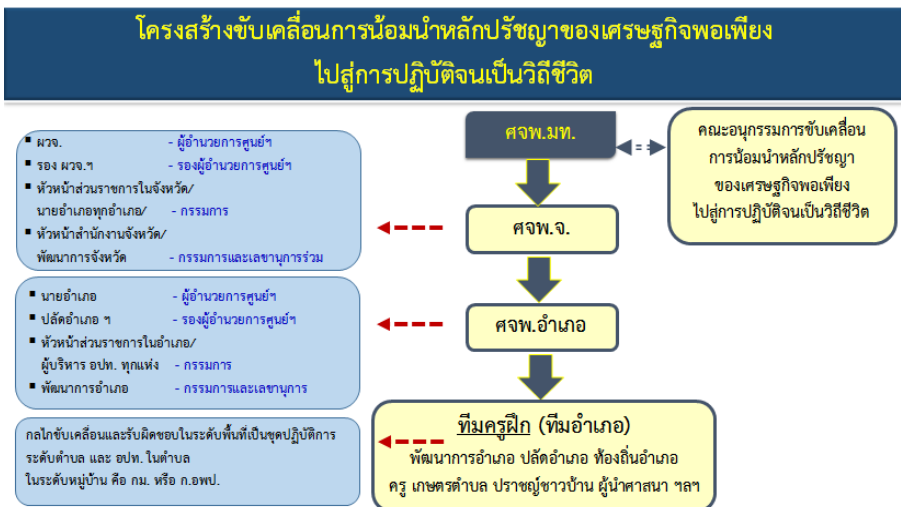 โครงสร้างขับเคลื่อนการน้อมนำหลักปรัชญาของเศรษฐกิจพอเพียง
ไปสู่การปฏิบัติจนเป็นวิถีชีวิต
ศจพ.มท.
คณะอนุกรรมการขับเคลื่อน
การน้อมนำหลักปรัชญา
ของเศรษฐกิจพอเพียง
ไปสู่การปฏิบัติจนเป็นวิถีชีวิต
▪ ผวจ. - ผู้อำนวยการศูนย์ฯ
▪ รอง ผวจ.ฯ - รองผู้อำนวยการศูนย์ฯ
▪ หัวหน้าส่วนราชการในจังหวัด/
นายอำเภอทุกอำเภอ/ - กรรมการ
▪ หัวหน้าสำนักงานจังหวัด/
พัฒนาการจังหวัด - กรรมการและเลขานุการร่วม
ศจพ.จ.
▪ นายอำเภอ - ผู้อำนวยการศูนย์ฯ
▪ ปลัดอำเภอ ฯ - รองผู้อำนวยการศูนย์ฯ
▪ หัวหน้าส่วนราชการในอำเภอ/
ผู้บริหาร อปท. ทุกแห่ง - กรรมการ
▪ พัฒนาการอำเภอ - กรรมการและเลขานุการ
ศจพ.อำเภอ
กลไกขับเคลื่อนและรับผิดชอบในระดับพื้นที่เป็นชุดปฏิบัติการ
ระดับตำบล และ อปท. ในตำบล
ในระดับหมู่บ้าน คือ กม. หรือ ก.อพป.
ทีมครูฝึก (ทีมอำเภอ)
พัฒนาการอำเภอ ปลัดอำเภอ ท้องถิ่นอำเภอ
ครู เกษตรตำบล ปราชญ์ชาวบ้าน ผู้นำศาสนา ฯลฯ